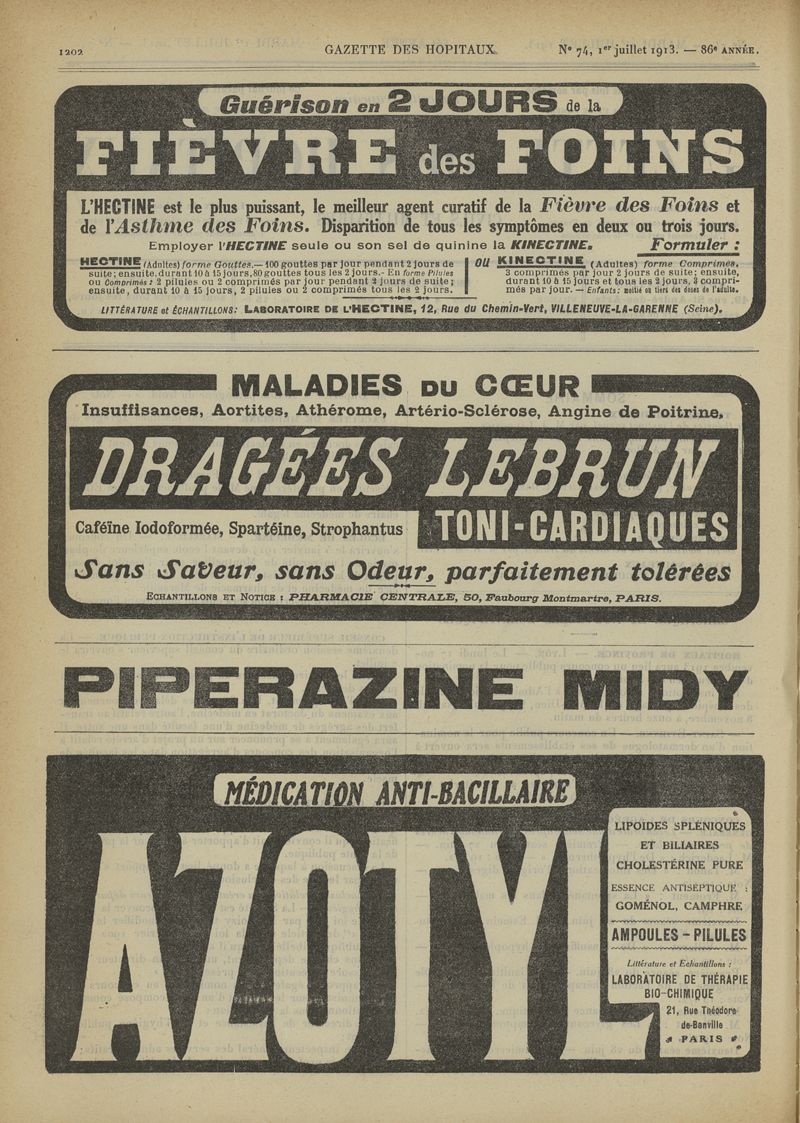 1202
GAZETTE DES HOPITAUX.
Nº 74, 1er juillet 1913. — 86e ANNÉE.
Guérison en 2 JOURS de la
FIÈVRE des FOINS
L'HECTINE est le plus puissant, le meilleur agent curatif de la Fièvre des Foins et
de l'Asthme des Foins. Disparition de tous les symptômes en deux ou trois jours.
Employer l'HECTINE seule ou son sel de quinine la KINECTINE. Formuler :
HECTINE (Adultes) forme Gouttes. — 100 gouttes par jour pendant 2 jours de
suite; ensuite, durant 10 à 15 jours, 80 gouttes tous les 2 jours. - En forme Pilules
ou Comprimés : 2 pilules ou 2 comprimés par jour pendant 2 jours de suite ;
ensuite, durant 10 à 15 jours, 2 pilules ou 2 comprimés tous les 2 jours.
OU KINECTINE (Adultes) forme Comprimés.
3 comprimés par jour 2 jours de suite; ensuite,
durant 10 à 15 jours et tous les 2 jours, 3 compri-
més par jour. — Enfants: moitié ou tiers des doses de l'adulte.
LITTÉRATURE et ÉCHANTILLONS: LABORATOIRE DE L'HECTINE, 12, Rue du Chemin-Vert, VILLENEUVE-LA-GARENNE (Seine).
MALADIES DU CŒUR
Insuffisances, Aortites, Athérome, Artério-Sclérose, Angine de Poitrine.
DRAGÉES LEBRUN
Caféïne Iodoformée, Spartéine, Strophantus
TONI-CARDIAQUES
Sans Saveur, sans Odeur, parfaitement tolérées
ECHANTILLONS ET NOTICE : PHARMACIE CENTRALE, 50, Faubourg Montmartre, PARIS.
PIPERAZINE MIDY
MÉDICATION ANTI-BACILLAIRE
AZOTYL
LIPOÏDES SPLÉNIQUES
ET BILIAIRES
CHOLESTÉRINE PURE
ESSENCE ANTISEPTIQUE :
GOMÉNOL, CAMPHRE
AMPOULES - PILULES
Littérature et Echantillons :
LABORATOIRE DE THÉRAPIE
BIO-CHIMIQUE
21, Rue Théodore-
de-Banville
PARIS